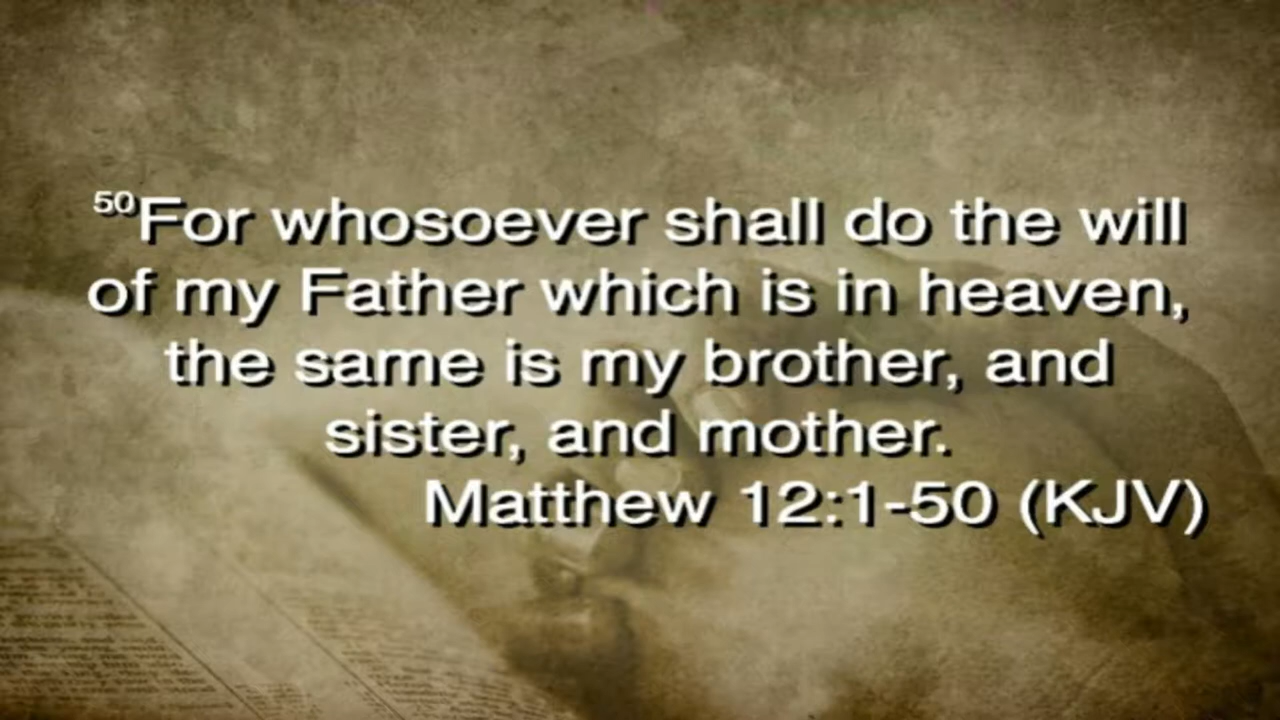 50For whosoever shall do the will
of my Father which is in heaven,
the same is my brother, and
sister, and mother.
Matthew 12:1-50 (KJV)